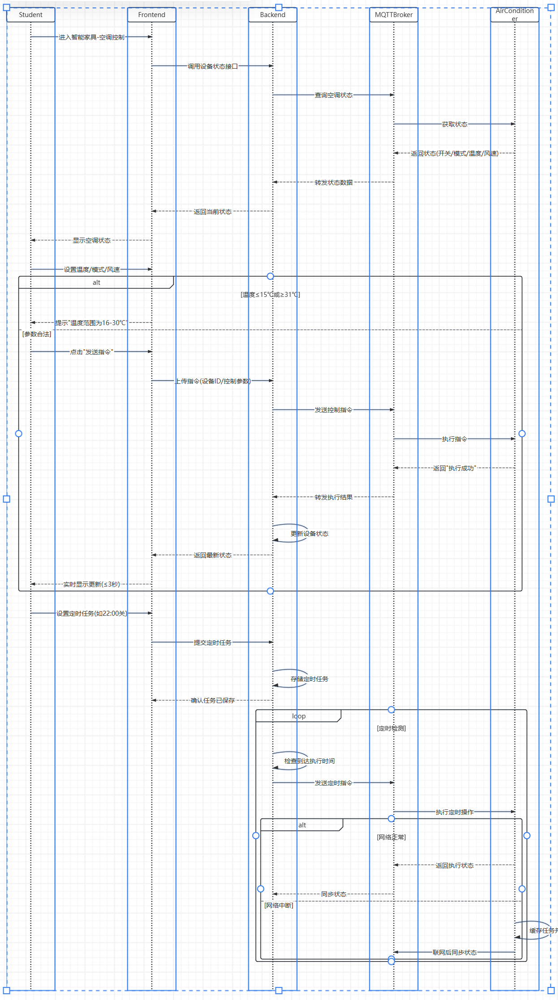 Student
Frontend
Backend
MQTTBroker
AirCondition
er
进入智能家具-空调控制
调用设备状态接口
查询空调状态
获取状态
返回状态(开关/模式/温度/风速)
转发状态数据
返回当前状态
显示空调状态
设置温度/模式/风速
alt
[温度≤15℃或≥31℃]
提示"温度范围为16-30℃"
[参数合法]
点击"发送指令"
上传指令(设备ID/控制参数)
发送控制指令
执行指令
返回"执行成功"
转发执行结果
更新设备状态
返回最新状态
实时显示更新(≤3秒)
设置定时任务(如22:00关)
提交定时任务
存储定时任务
确认任务已保存
loop
[定时检测]
检查到达执行时间
发送定时指令
执行定时操作
alt
[网络正常]
返回执行状态
同步状态
[网络中断]
缓存任务
联网后同步状态